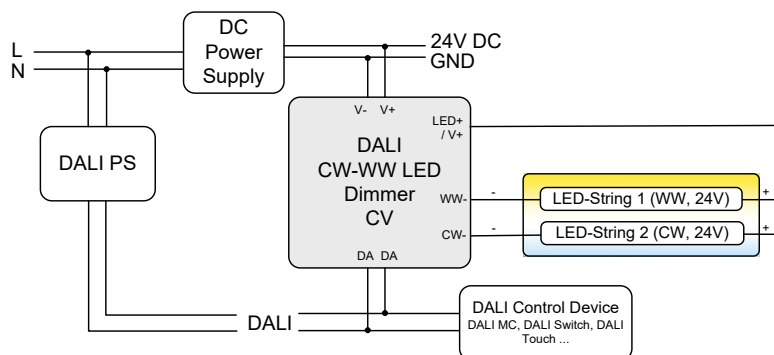 DC
Power
Supply
L
N
24V DC
GND
V- V+
LED+
/ V+
DALI PS
DALI
CW-WW LED
Dimmer
CV
WW-
-
LED-String 1 (WW, 24V)
+
CW-
-
LED-String 2 (CW, 24V)
+
DA DA
DALI
DALI Control Device
DALI MC, DALI Switch, DALI
Touch ...